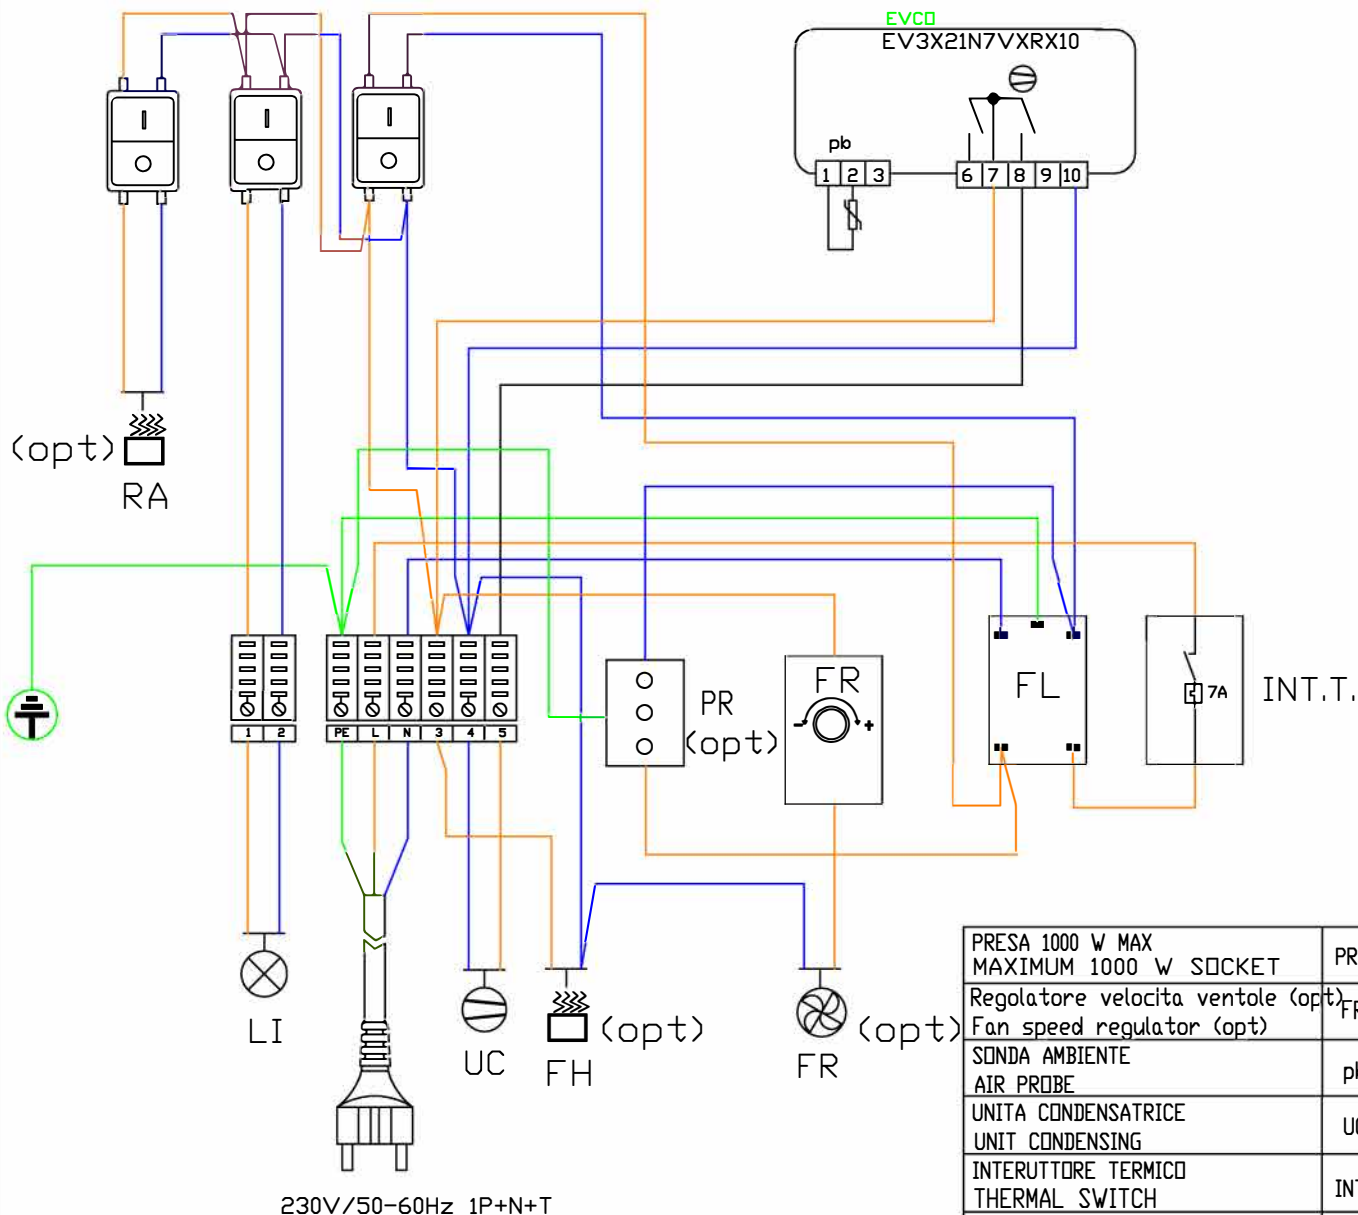 EVCO
EV3X21N7VXRX10
pb
1 2 3
6 7 8 9 10
(opt)
RA
1 2
PE L N 3 4 5
PR
(opt)
FR
- +
FL
7A
INT.T.
LI
UC
FH
(opt)
FR
(opt)
230V/50-60Hz 1P+N+T
PRESA 1000 W MAX
MAXIMUM 1000 W SOCKET
PR
Regolatore velocita ventole (opt)
Fan speed regulator (opt)
FR
SONDA AMBIENTE
AIR PROBE
UNITA CONDENSATRICE
UNIT CONDENSING
INTERUTTORE TERMICO
THERMAL SWITCH